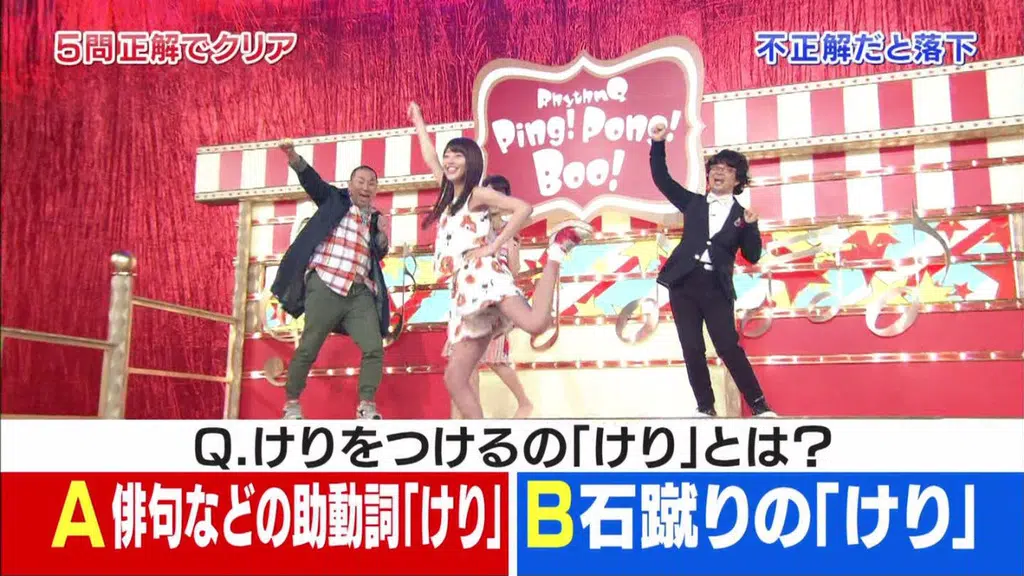 5問正解でクリア
不正解だと落下
RhythmQ
Ping! Pong!
Boo!
Q.けりをつけるの「けり」とは?
A 俳句などの助動詞「けり」
B 石蹴りの「けり」